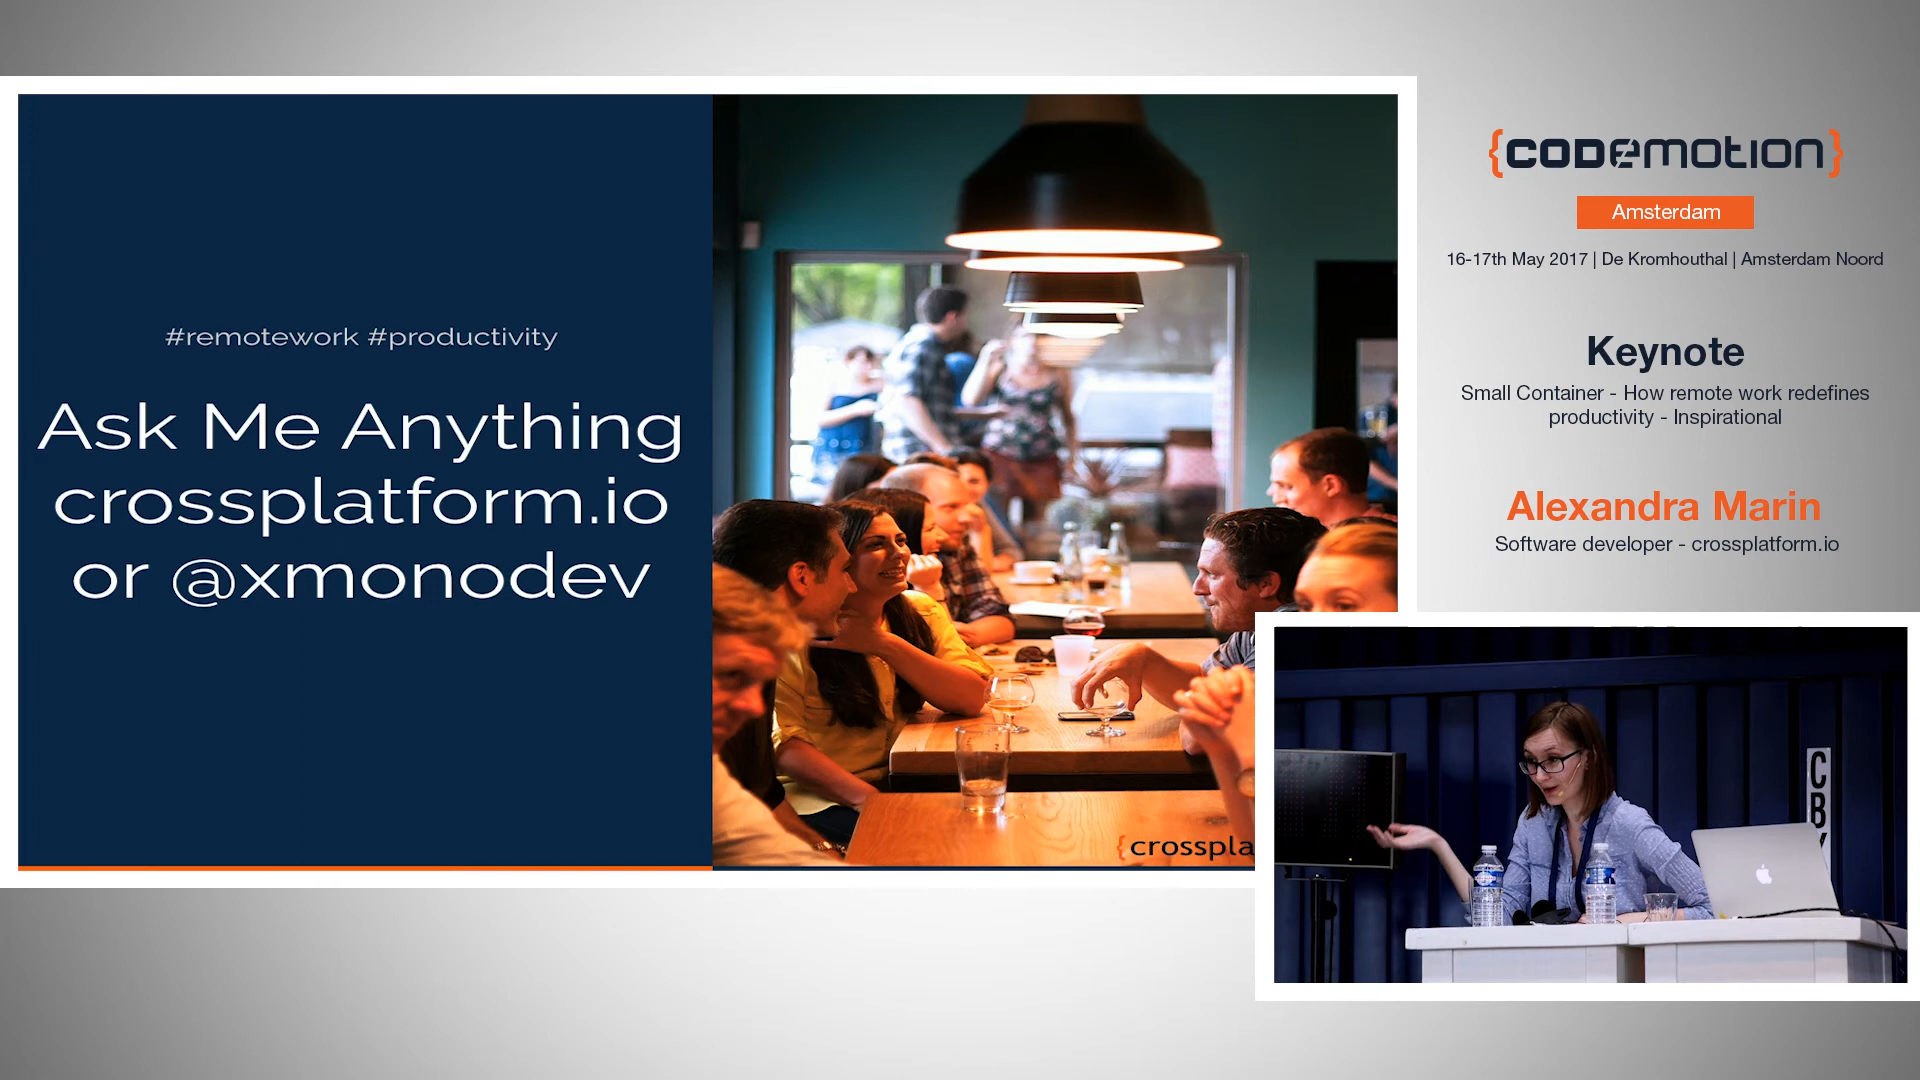 #remotework #productivity
Ask Me Anything
crossplatform.io
or @xmonodev
{crosspla
{CODEMOTION}
Amsterdam
16-17th May 2017 | De Kromhouthal | Amsterdam Noord
Keynote
Small Container - How remote work redefines
productivity - Inspirational
Alexandra Marin
Software developer - crossplatform.io
CBX